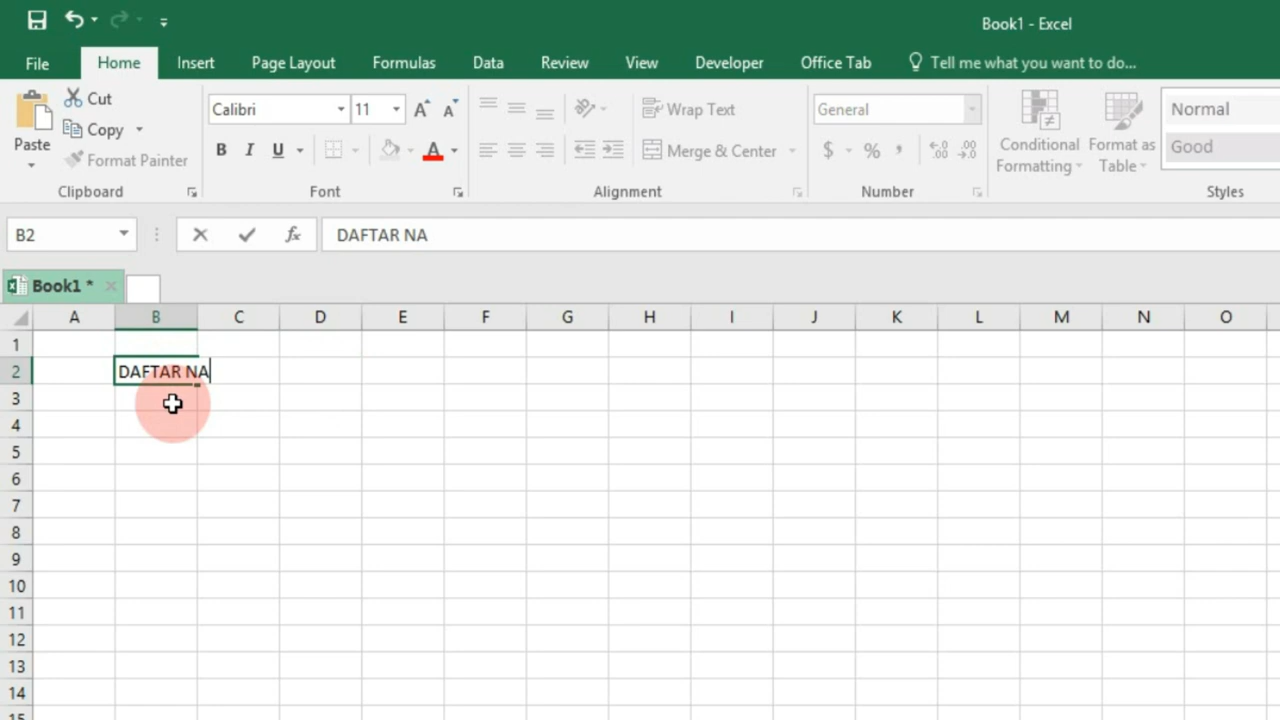 Book1 - Excel
File Home Insert Page Layout Formulas Data Review View Developer Office Tab Tell me what you want to do...
Paste
Cut
Copy
Format Painter
Clipboard
Calibri 11 A A
B I U A
Font
Wrap Text
Merge & Center
Alignment
General
$ % ,
Number
Conditional Formatting
Format as Table
Normal
Good
Styles
B2 fx DAFTAR NA
Book1 *
A B C D E F G H I J K L M N O
1
2 DAFTAR NA
3
4
5
6
7
8
9
10
11
12
13
14
15